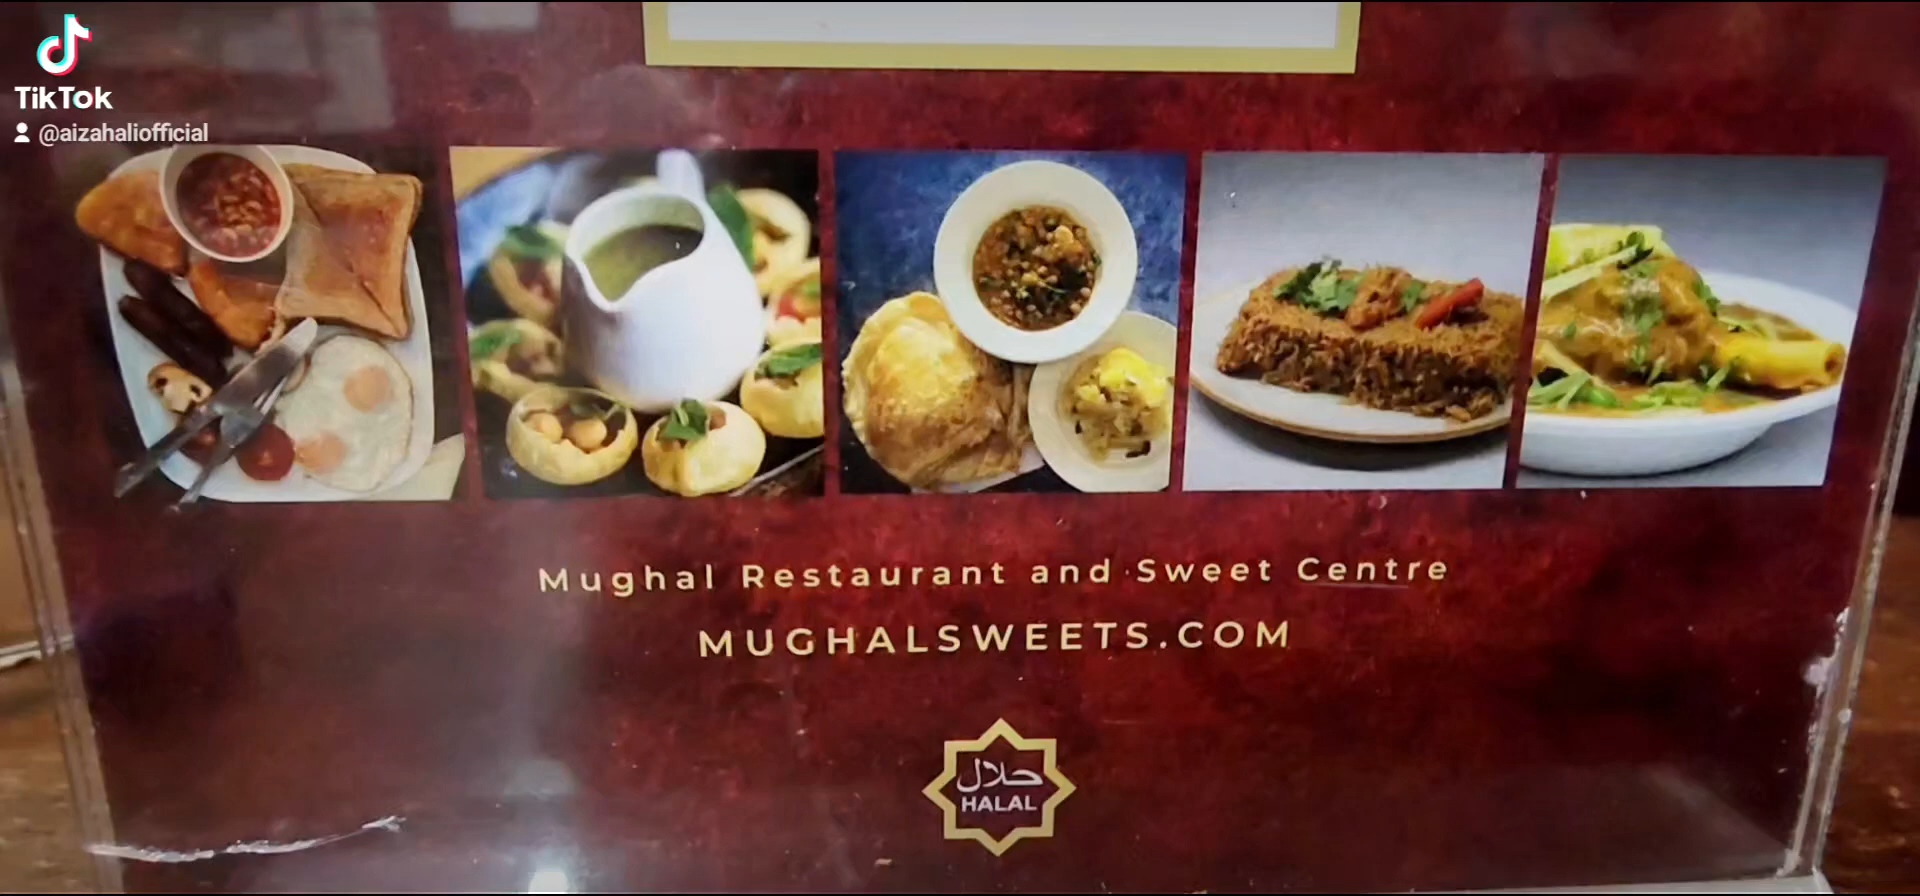 TikTok
@aizahaliofficial
Mughal Restaurant and Sweet Centre
MUGHALSWEETS.COM
حلال
HALAL